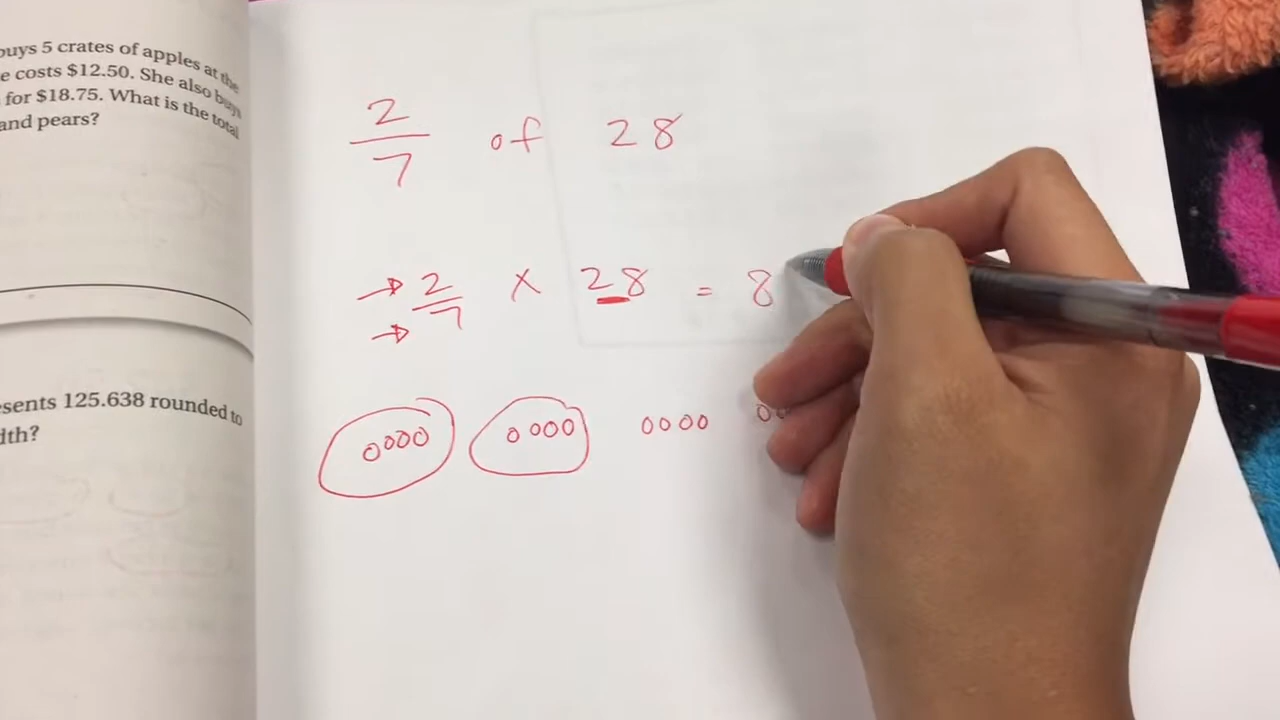 buys 5 crates of apples at the
e costs $12.50. She also buys
for $18.75. What is the total
and pears?
esents 125.638 rounded to
dth?
2
7
of 28
→ 2
→ 7
× 28 = 8
0000 0000 0000 00